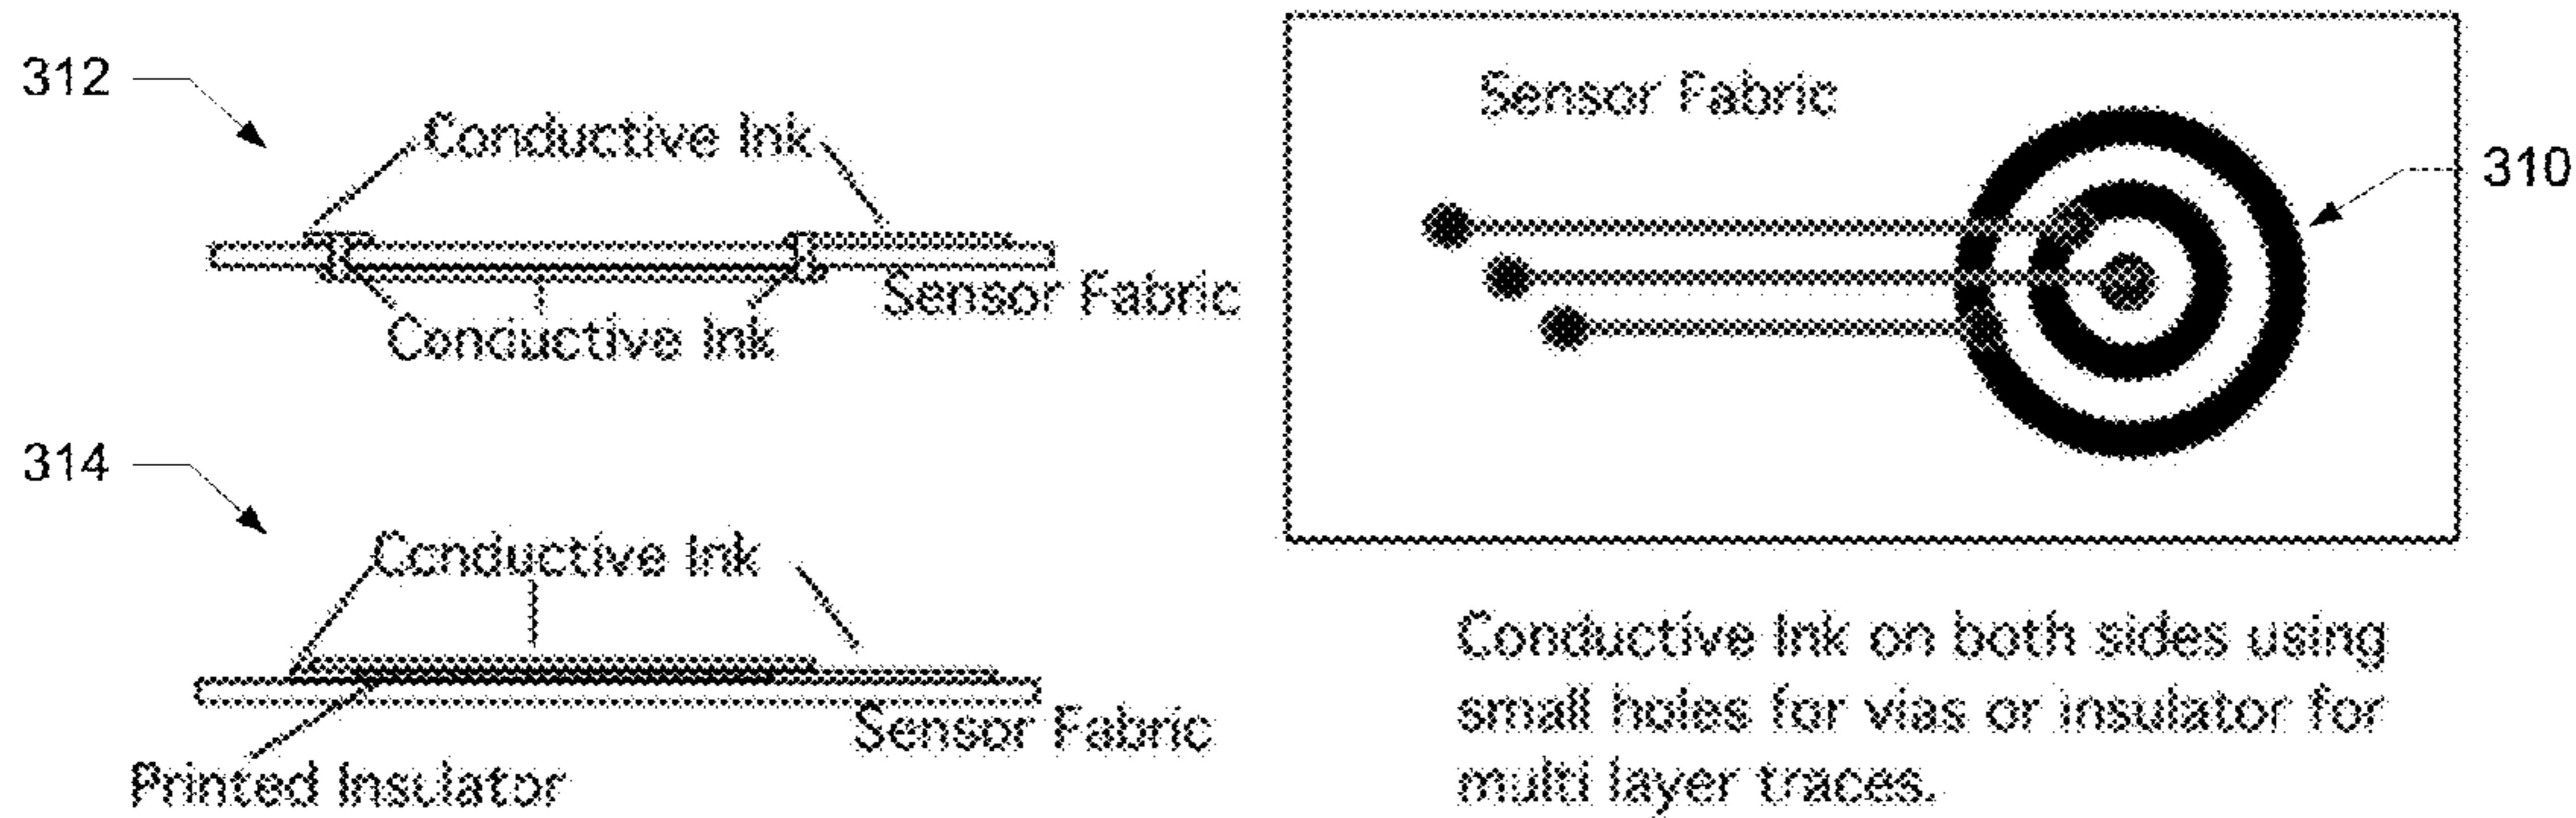 312
Conductive Ink
Sensor Fabric
Conductive Ink
314
Conductive Ink
Sensor Fabric
Printed Insulator
Sensor Fabric
310
Conductive Ink on both sides using
small holes for vias or insulator for
multi layer traces.